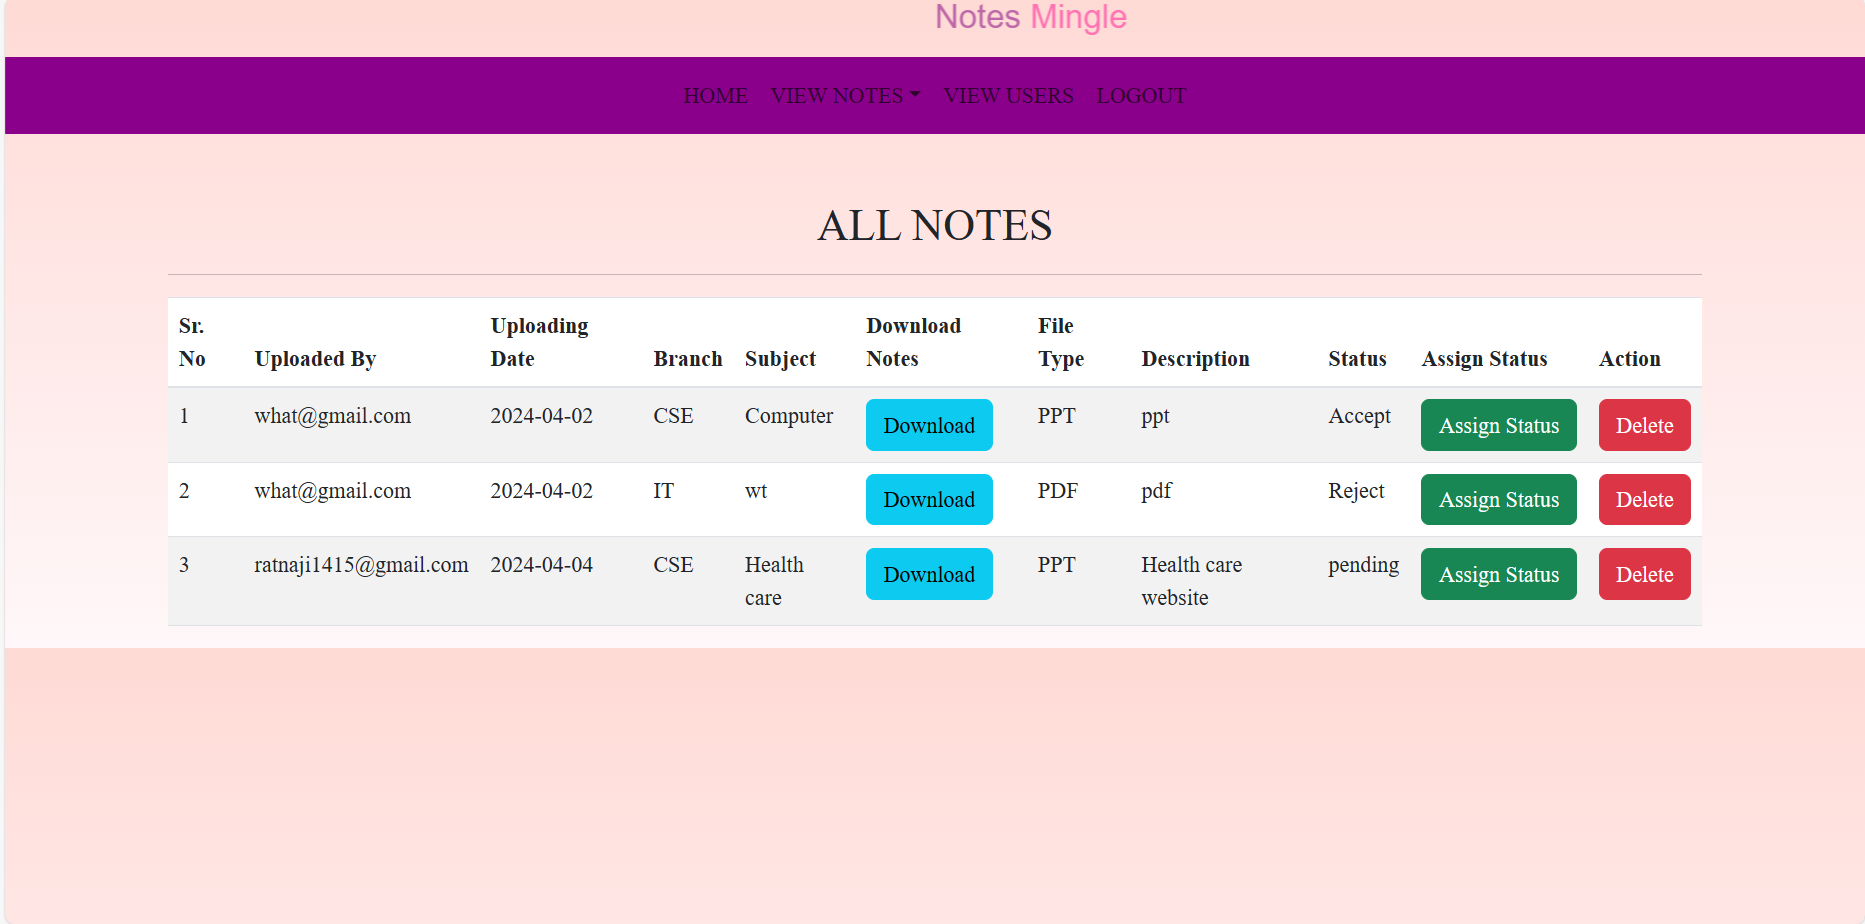 Notes Mingle
HOME VIEW NOTES VIEW USERS LOGOUT
ALL NOTES
Sr. No Uploaded By Uploading Date Branch Subject Download Notes File Type Description Status Assign Status Action
1 what@gmail.com 2024-04-02 CSE Computer Download PPT ppt Accept Assign Status Delete
2 what@gmail.com 2024-04-02 IT wt Download PDF pdf Reject Assign Status Delete
3 ratnaji1415@gmail.com 2024-04-04 CSE Health care Download PPT Health care website pending Assign Status Delete